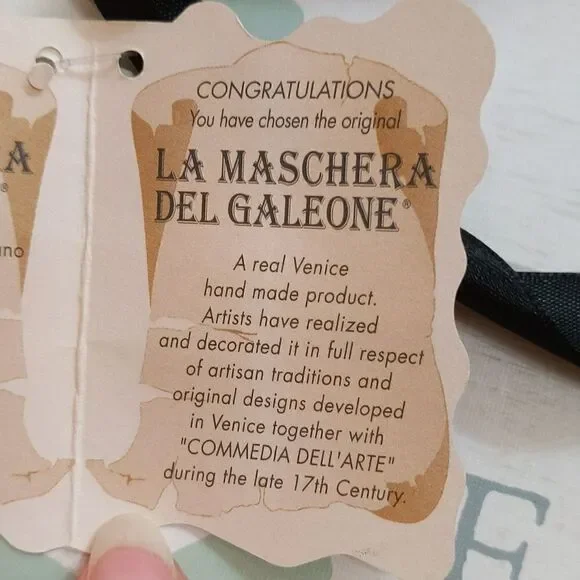 CONGRATULATIONS
You have chosen the original
LA MASCHERA
DEL GALEONE®
A real Venice
hand made product.
Artists have realized
and decorated it in full respect
of artisan traditions and
original designs developed
in Venice together with
"COMMEDIA DELL'ARTE"
during the late 17th Century.
RA
®
ano
E